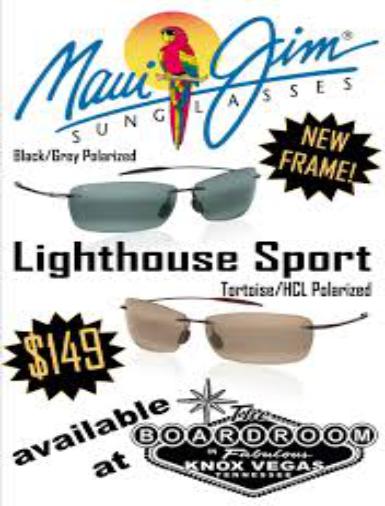 Maui Jim®
SUNGLASSES
Black/Grey Polarized
NEW
FRAME!
Lighthouse Sport
Tortoise/HCL Polarized
$149
available
at
The
BOARDROOM
IN Fabulous
KNOX VEGAS
TENNESSEE